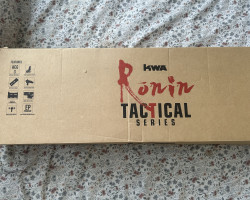 KWA
Ronin
TACTICAL
SERIES